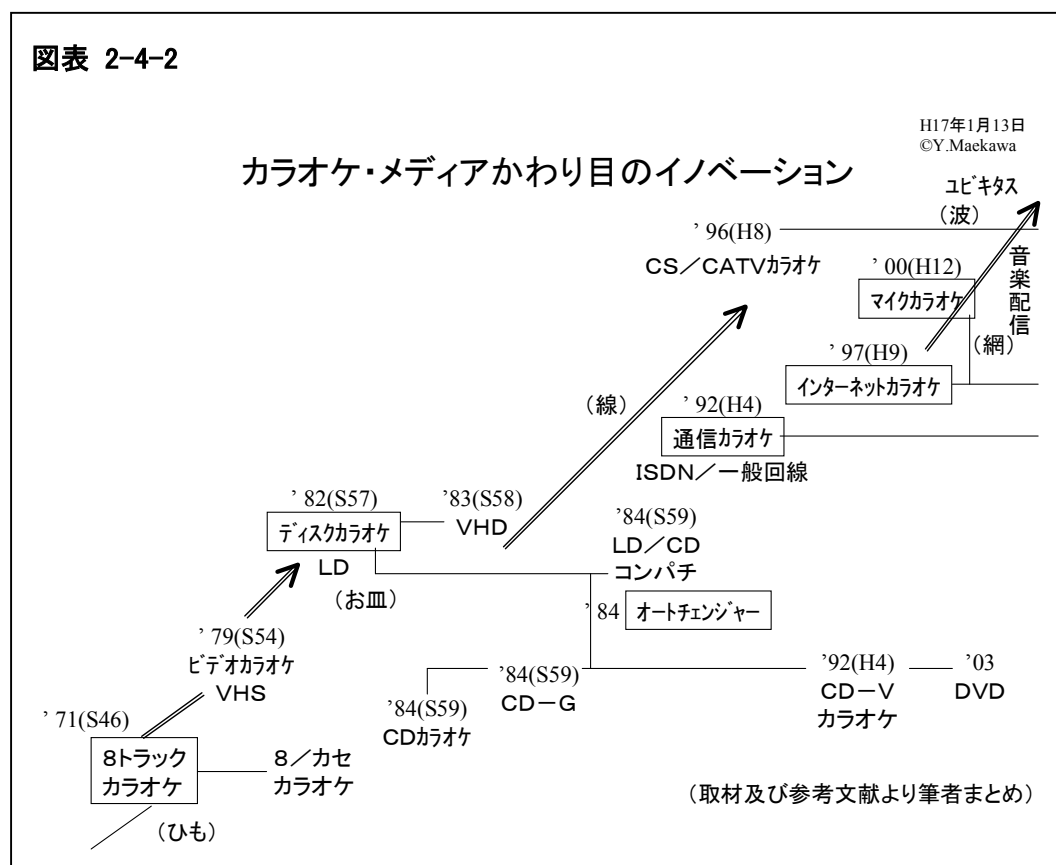 図表 2-4-2
H17年1月13日
©Y.Maekawa
カラオケ・メディアかわり目のイノベーション
ユビキタス
(波)
’96(H8)
CS/CATVカラオケ
音楽配信
’00(H12)
マイクカラオケ
(網)
’97(H9)
インターネットカラオケ
(線)
’92(H4)
通信カラオケ
ISDN/一般回線
’82(S57)
ディスクカラオケ
LD
(お皿)
’83(S58)
VHD
’84(S59)
LD/CD
コンパチ
’84
オートチェンジャー
’79(S54)
ビデオカラオケ
VHS
’84(S59)
CD-G
’84(S59)
CDカラオケ
’92(H4)
CD-V
カラオケ
’03
DVD
’71(S46)
8トラック
カラオケ
8/カセ
カラオケ
(ひも)
(取材及び参考文献より筆者まとめ)